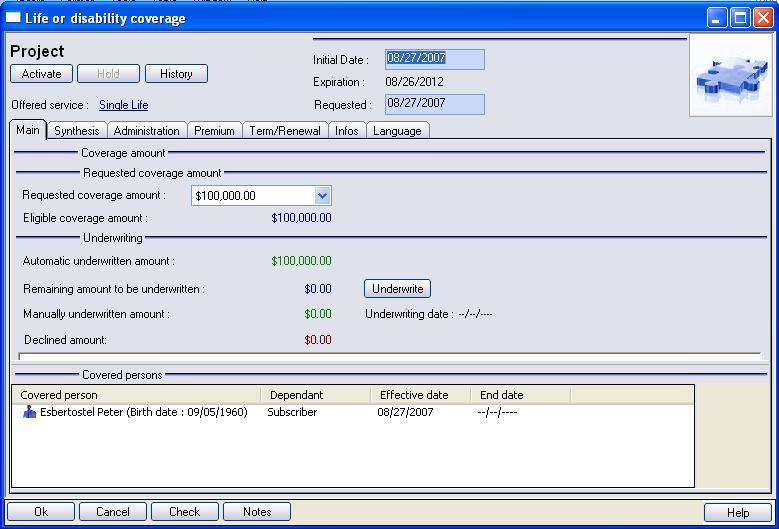 Life or disability coverage
Project
Activate Hold History
Initial Date : 08/27/2007
Expiration : 08/26/2012
Offered service : Single Life
Requested : 08/27/2007
Main Synthesis Administration Premium Term/Renewal Infos Language
Coverage amount
Requested coverage amount
Requested coverage amount : $100,000.00
Eligible coverage amount : $100,000.00
Underwriting
Automatic underwritten amount : $100,000.00
Remaining amount to be underwritten : $0.00 Underwrite
Manually underwritten amount : $0.00 Underwriting date : --/--/----
Declined amount: $0.00
Covered persons
Covered person Dependant Effective date End date
Esbertostel Peter (Birth date : 09/05/1960) Subscriber 08/27/2007 --/--/----
Ok Cancel Check Notes Help